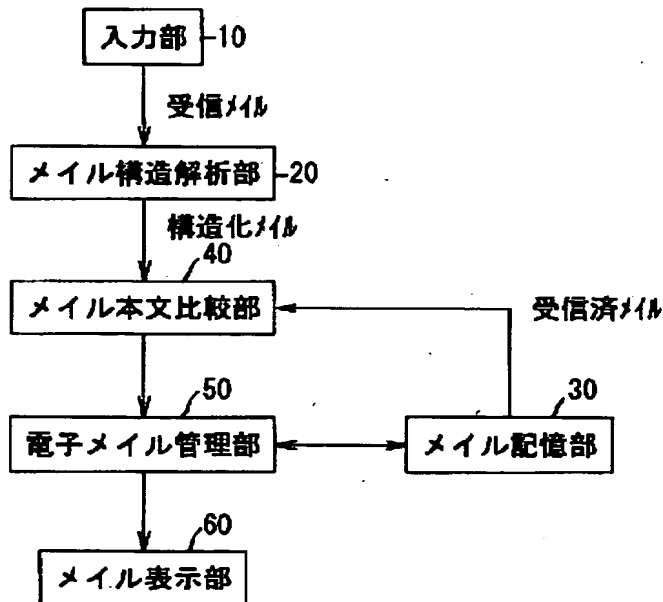 入力部 10
受信メイル
メイル構造解析部 20
構造化メイル
40
メイル本文比較部
受信済メイル
50
電子メイル管理部
30
メイル記憶部
60
メイル表示部